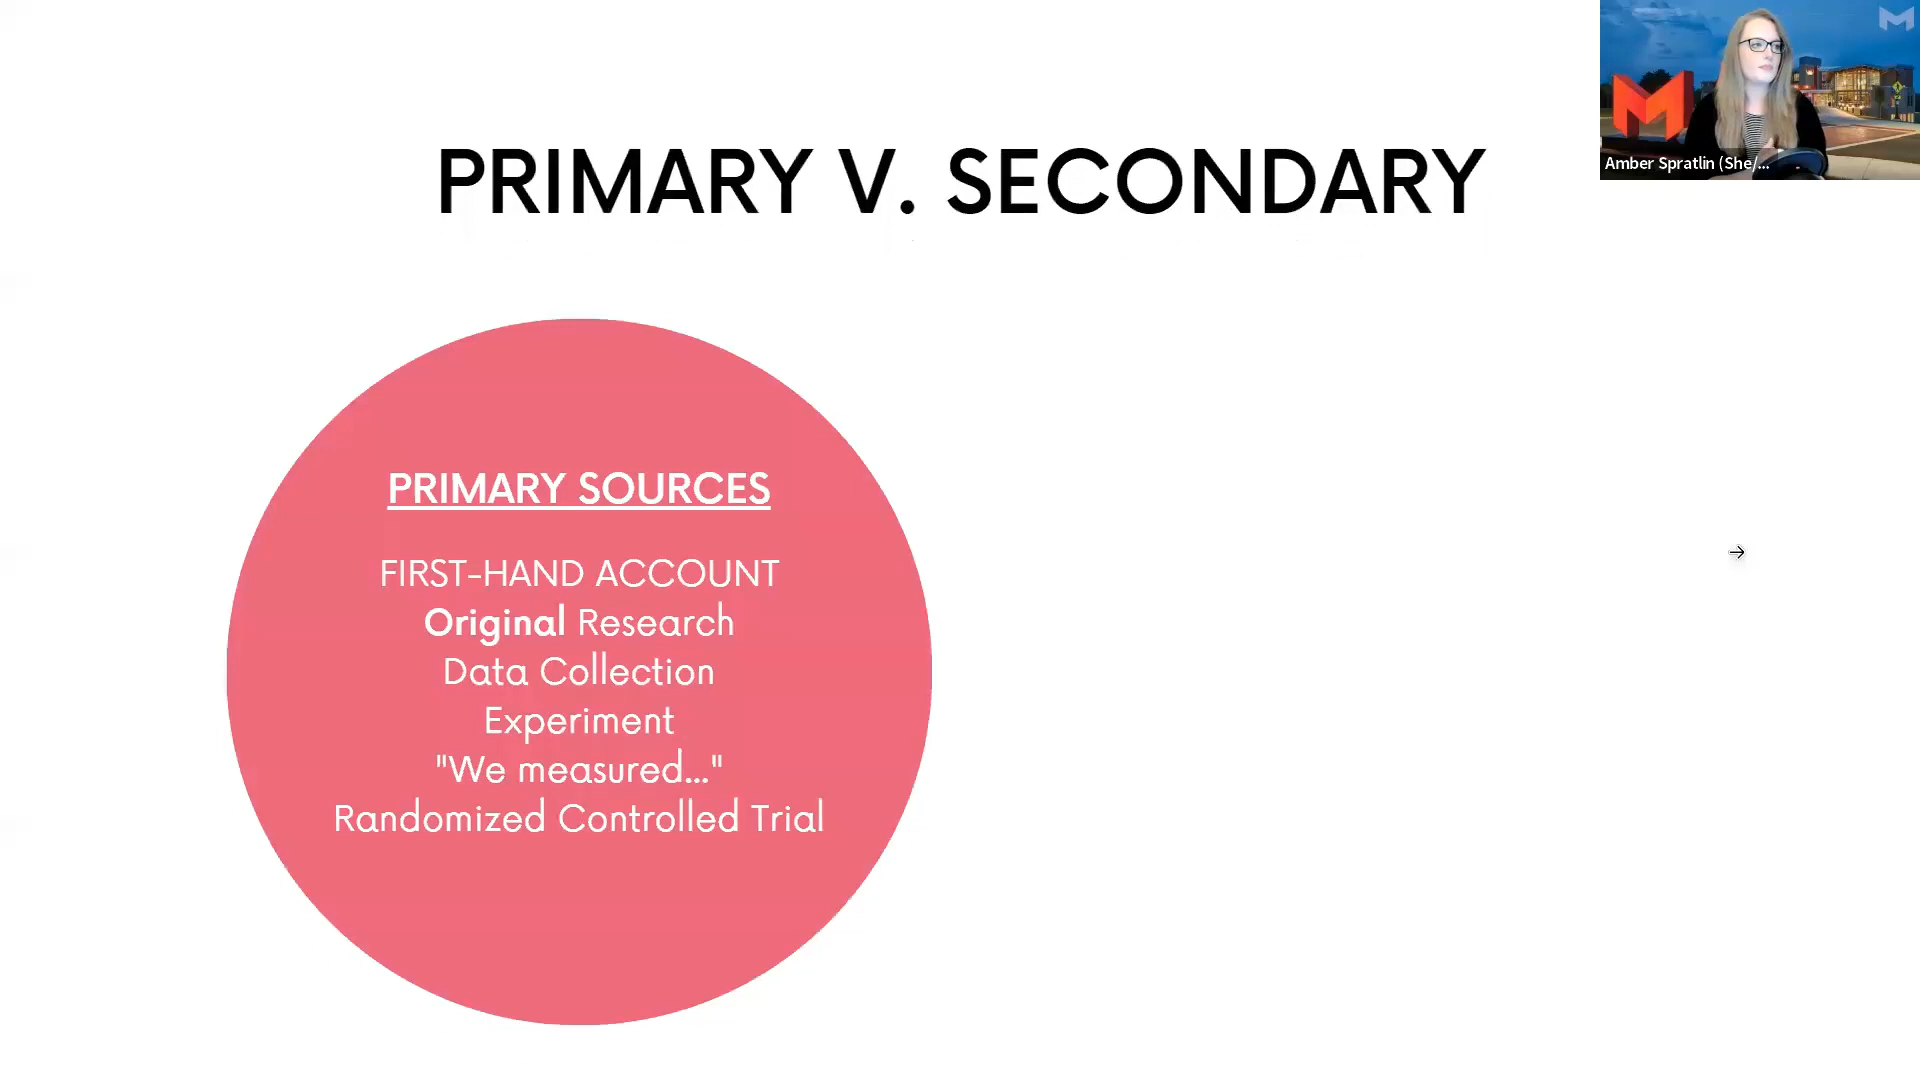 PRIMARY V. SECONDARY
Amber Spratlin (She/...
PRIMARY SOURCES
FIRST-HAND ACCOUNT
Original Research
Data Collection
Experiment
"We measured..."
Randomized Controlled Trial